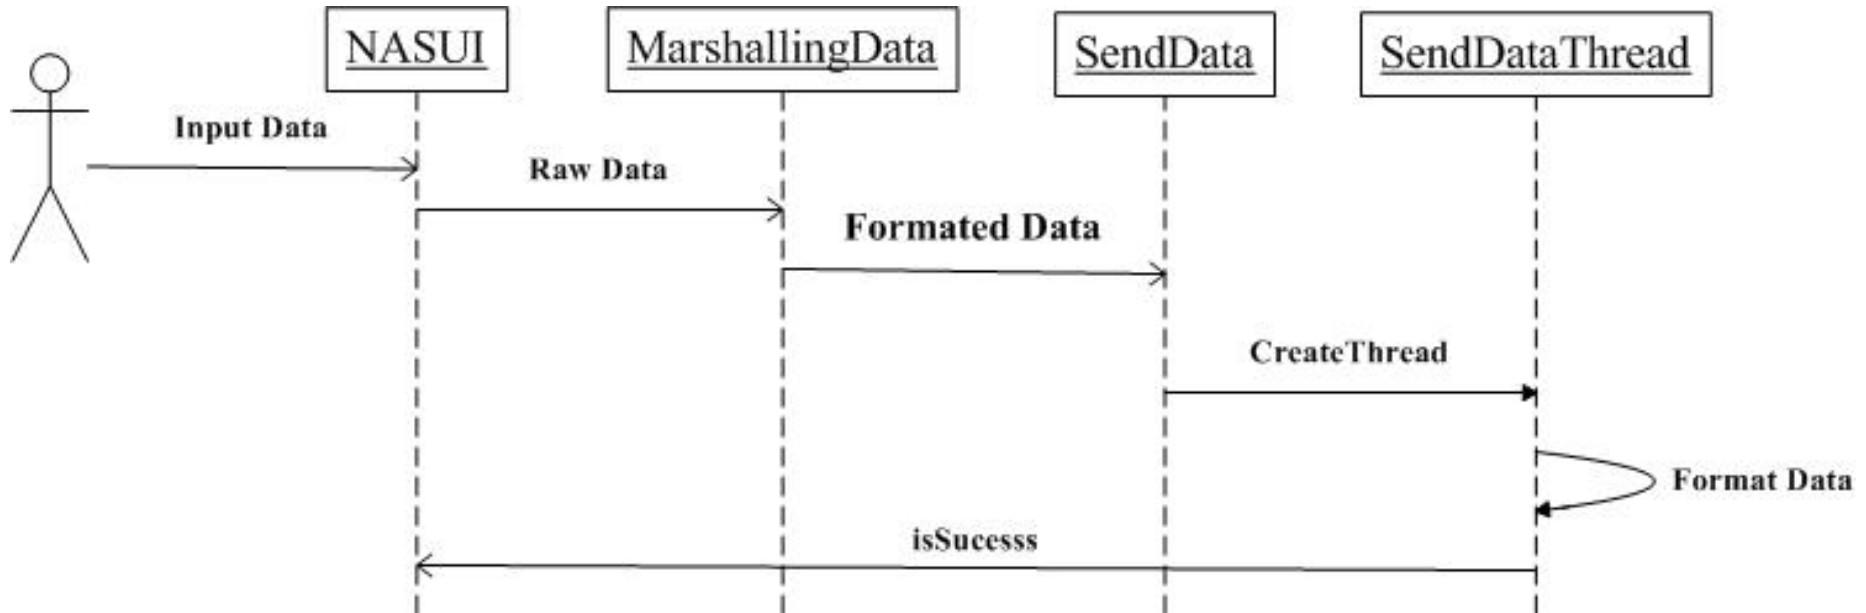 NASUI
MarshallingData
SendData
SendDataThread
Input Data
Raw Data
Formated Data
CreateThread
Format Data
isSucesss